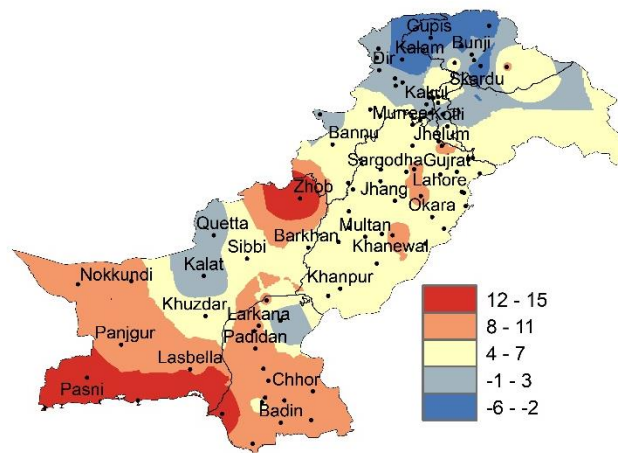 Gupis
Kalam
Bunji
Dir
Skardu
Kakul
Murree
Kotli
Bannu
Jhelum
Sargodha
Gujrat
Zhob
Jhang
Lahore
Okara
Quetta
Barkhan
Multan
Sibbi
Khanewal
Nokkundi
Kalat
Khanpur
Khuzdar
Larkana
Panjgur
Padidan
Lasbella
Pasni
Chhor
Badin
12 - 15
8 - 11
4 - 7
-1 - 3
-6 - -2